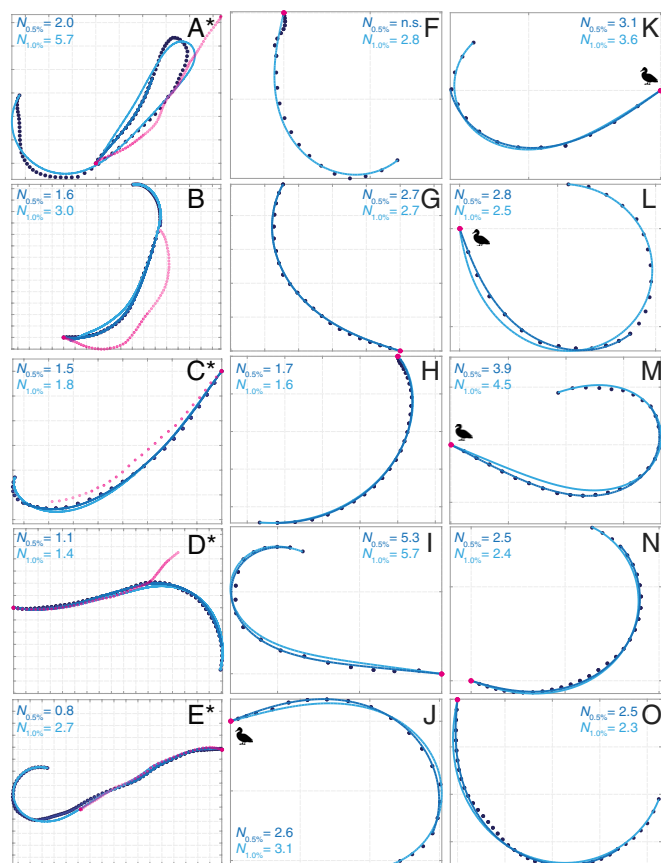 A*
N0.5% = 2.0
N1.0% = 5.7
B
N0.5% = 1.6
N1.0% = 3.0
C*
N0.5% = 1.5
N1.0% = 1.8
D*
N0.5% = 1.1
N1.0% = 1.4
E*
N0.5% = 0.8
N1.0% = 2.7
F
N0.5% = n.s.
N1.0% = 2.8
G
N0.5% = 2.7
N1.0% = 2.7
H
N0.5% = 1.7
N1.0% = 1.6
I
N0.5% = 5.3
N1.0% = 5.7
J
N0.5% = 2.6
N1.0% = 3.1
K
N0.5% = 3.1
N1.0% = 3.6
L
N0.5% = 2.8
N1.0% = 2.5
M
N0.5% = 3.9
N1.0% = 4.5
N
N0.5% = 2.5
N1.0% = 2.4
O
N0.5% = 2.5
N1.0% = 2.3